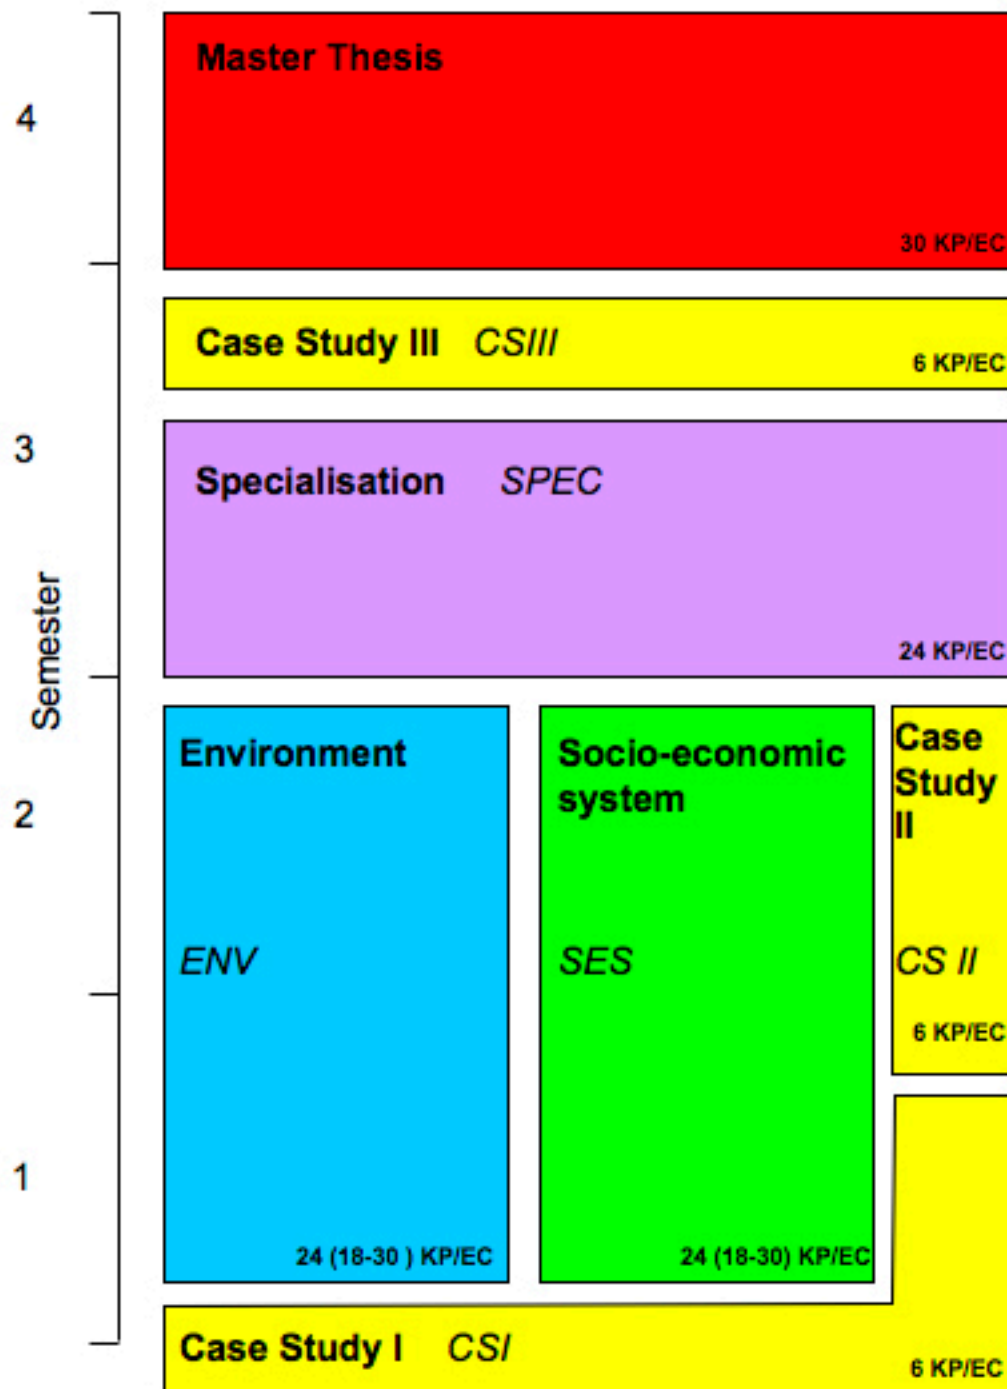 4
Master Thesis
30 KP/EC
Case Study III CSIII
6 KP/EC
3
Specialisation SPEC
24 KP/EC
Semester
2
Environment
ENV
24 (18-30 ) KP/EC
Socio-economic
system
SES
24 (18-30) KP/EC
Case
Study
II
CS II
6 KP/EC
1
Case Study I CSI
6 KP/EC